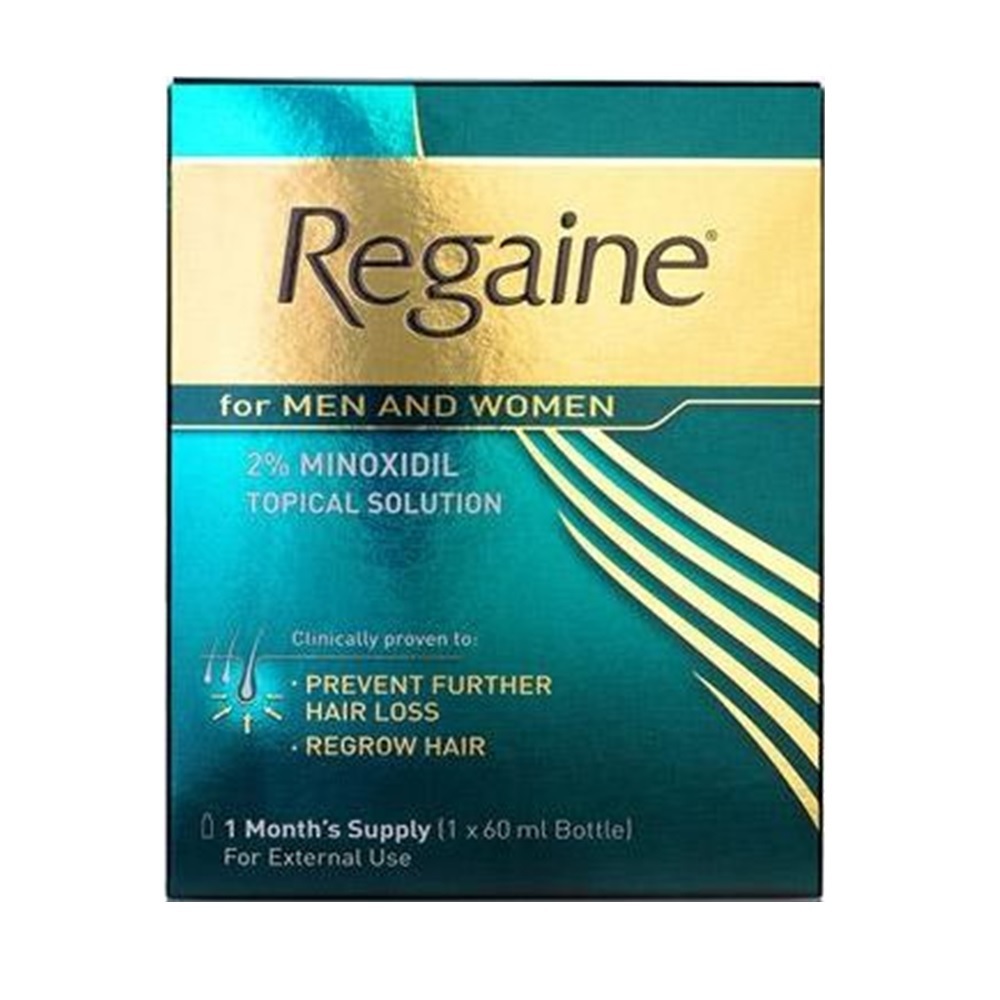 Regaine®
for MEN AND WOMEN
2% MINOXIDIL
TOPICAL SOLUTION
Clinically proven to:
· PREVENT FURTHER
HAIR LOSS
· REGROW HAIR
1 Month's Supply (1 x 60 ml Bottle)
For External Use